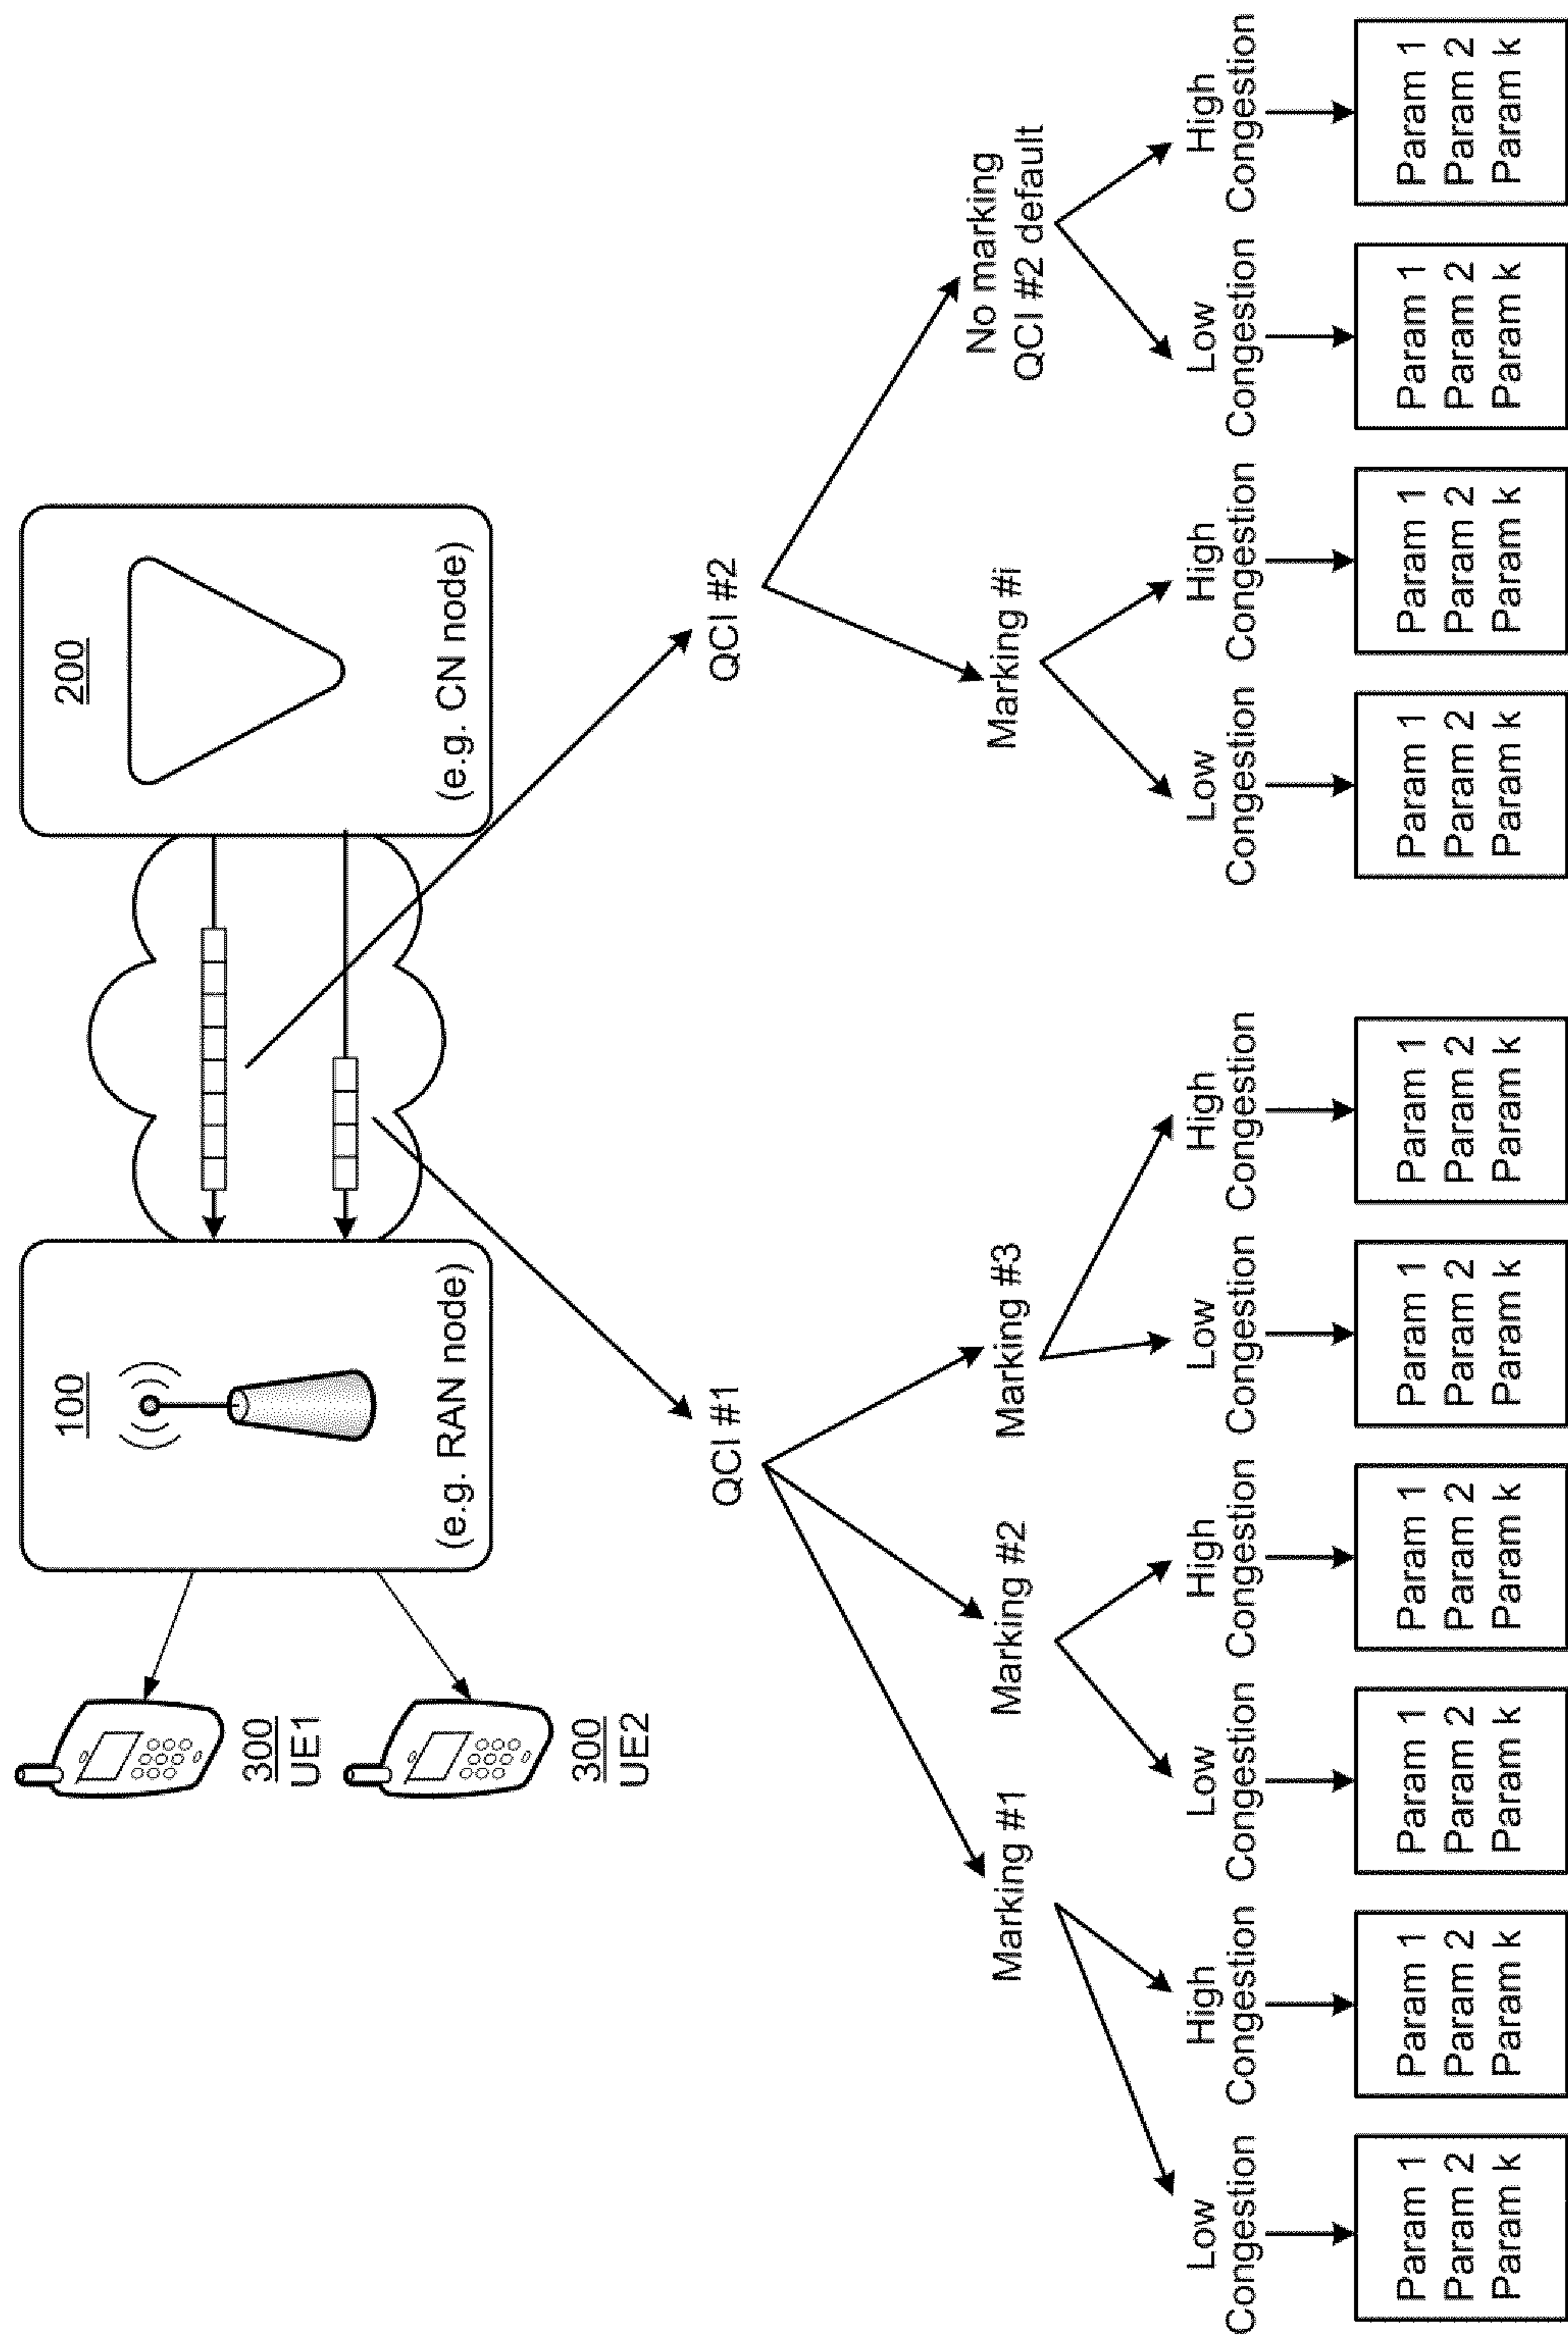 300
UE1
300
UE2
100
(e.g. RAN node)
200
(e.g. CN node)
QCI #1
QCI #2
Marking #1
Marking #2
Marking #3
Marking #i
No marking
QCI #2 default
Low
Congestion
High
Congestion
Low
Congestion
High
Congestion
Low
Congestion
High
Congestion
Low
Congestion
High
Congestion
Low
Congestion
High
Congestion
Param 1
Param 2
Param k
Param 1
Param 2
Param k
Param 1
Param 2
Param k
Param 1
Param 2
Param k
Param 1
Param 2
Param k
Param 1
Param 2
Param k
Param 1
Param 2
Param k
Param 1
Param 2
Param k
Param 1
Param 2
Param k
Param 1
Param 2
Param k